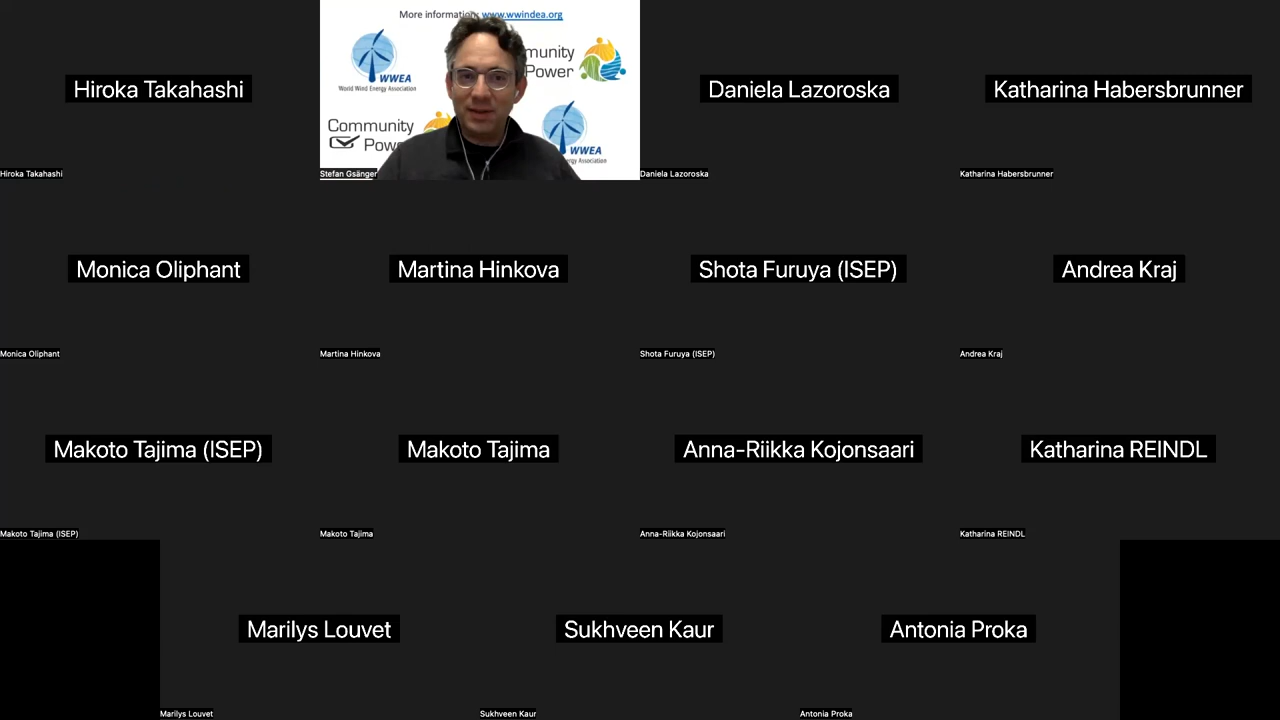 Hiroka Takahashi
Hiroka Takahashi
More information: www.wwindea.org
WWEA
World Wind Energy Association
munity
Power
Community
Powe
WWEA
gy Association
Stefan Gsänger
Daniela Lazoroska
Daniela Lazoroska
Katharina Habersbrunner
Katharina Habersbrunner
Monica Oliphant
Monica Oliphant
Martina Hinkova
Martina Hinkova
Shota Furuya (ISEP)
Shota Furuya (ISEP)
Andrea Kraj
Andrea Kraj
Makoto Tajima (ISEP)
Makoto Tajima (ISEP)
Makoto Tajima
Makoto Tajima
Anna-Riikka Kojonsaari
Anna-Riikka Kojonsaari
Katharina REINDL
Katharina REINDL
Marilys Louvet
Marilys Louvet
Sukhveen Kaur
Sukhveen Kaur
Antonia Proka
Antonia Proka